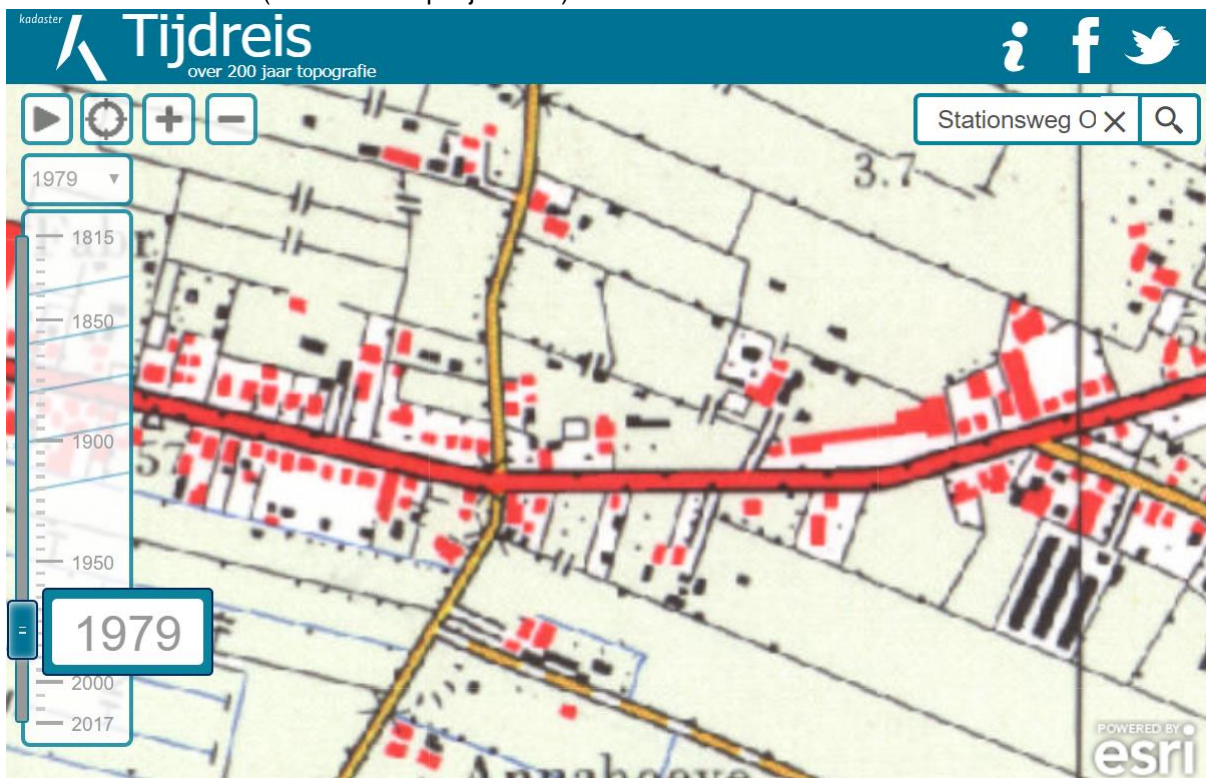 kadaster
Tijdreis
over 200 jaar topografie
Stationsweg O
1979
3.7
1815
1850
1900
1950
1979
2000
2017
POWERED BY
esri